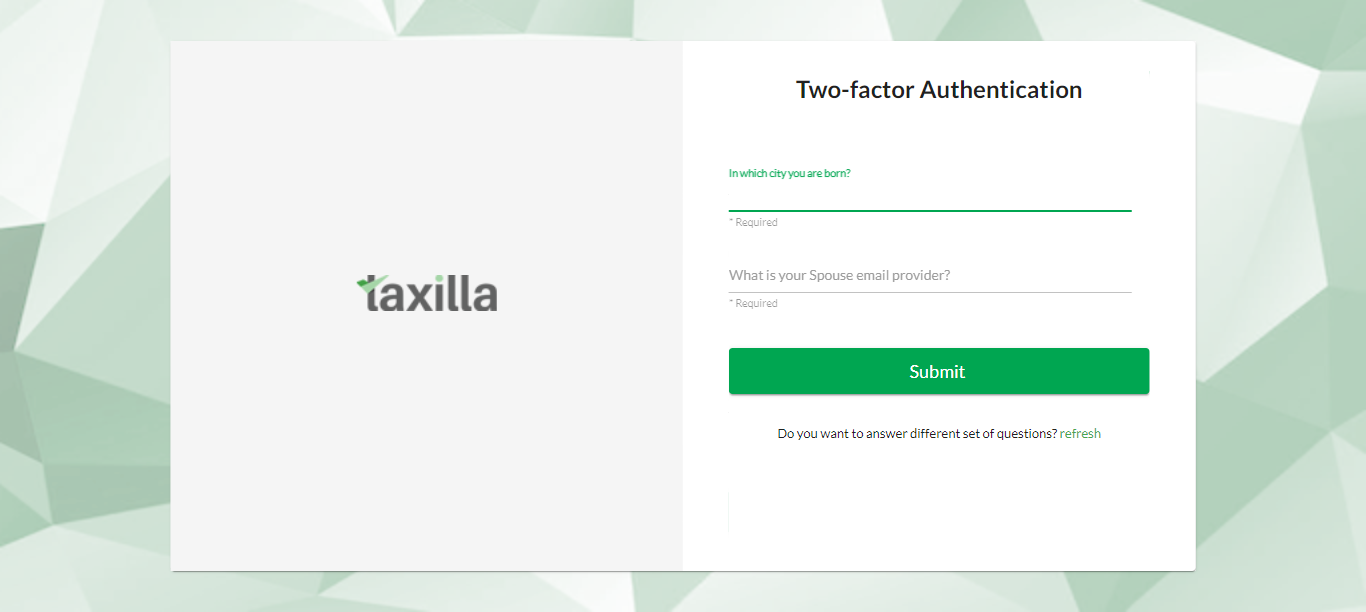 Two-factor Authentication
In which city you are born?
* Required
taxilla
What is your Spouse email provider?
* Required
Submit
Do you want to answer different set of questions? refresh